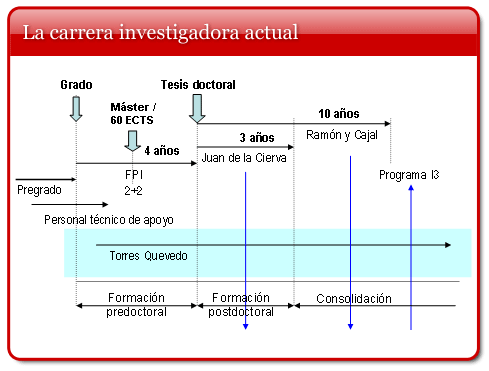 La carrera investigadora actual
Grado
Tesis doctoral
Máster /
60 ECTS
10 años
4 años
3 años
Ramón y Cajal
Juan de la Cierva
FPI
2+2
Programa I3
Pregrado
Personal técnico de apoyo
Torres Quevedo
Formación
predoctoral
Formación
postdoctoral
Consolidación